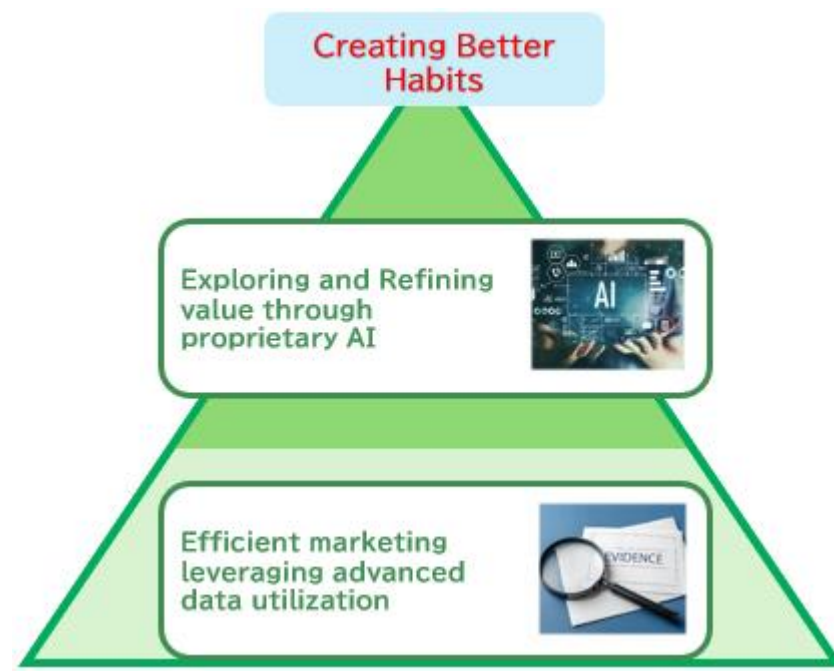 Creating Better
Habits
Exploring and Refining
value through
proprietary AI
AI
Efficient marketing
leveraging advanced
data utilization
EVIDENCE